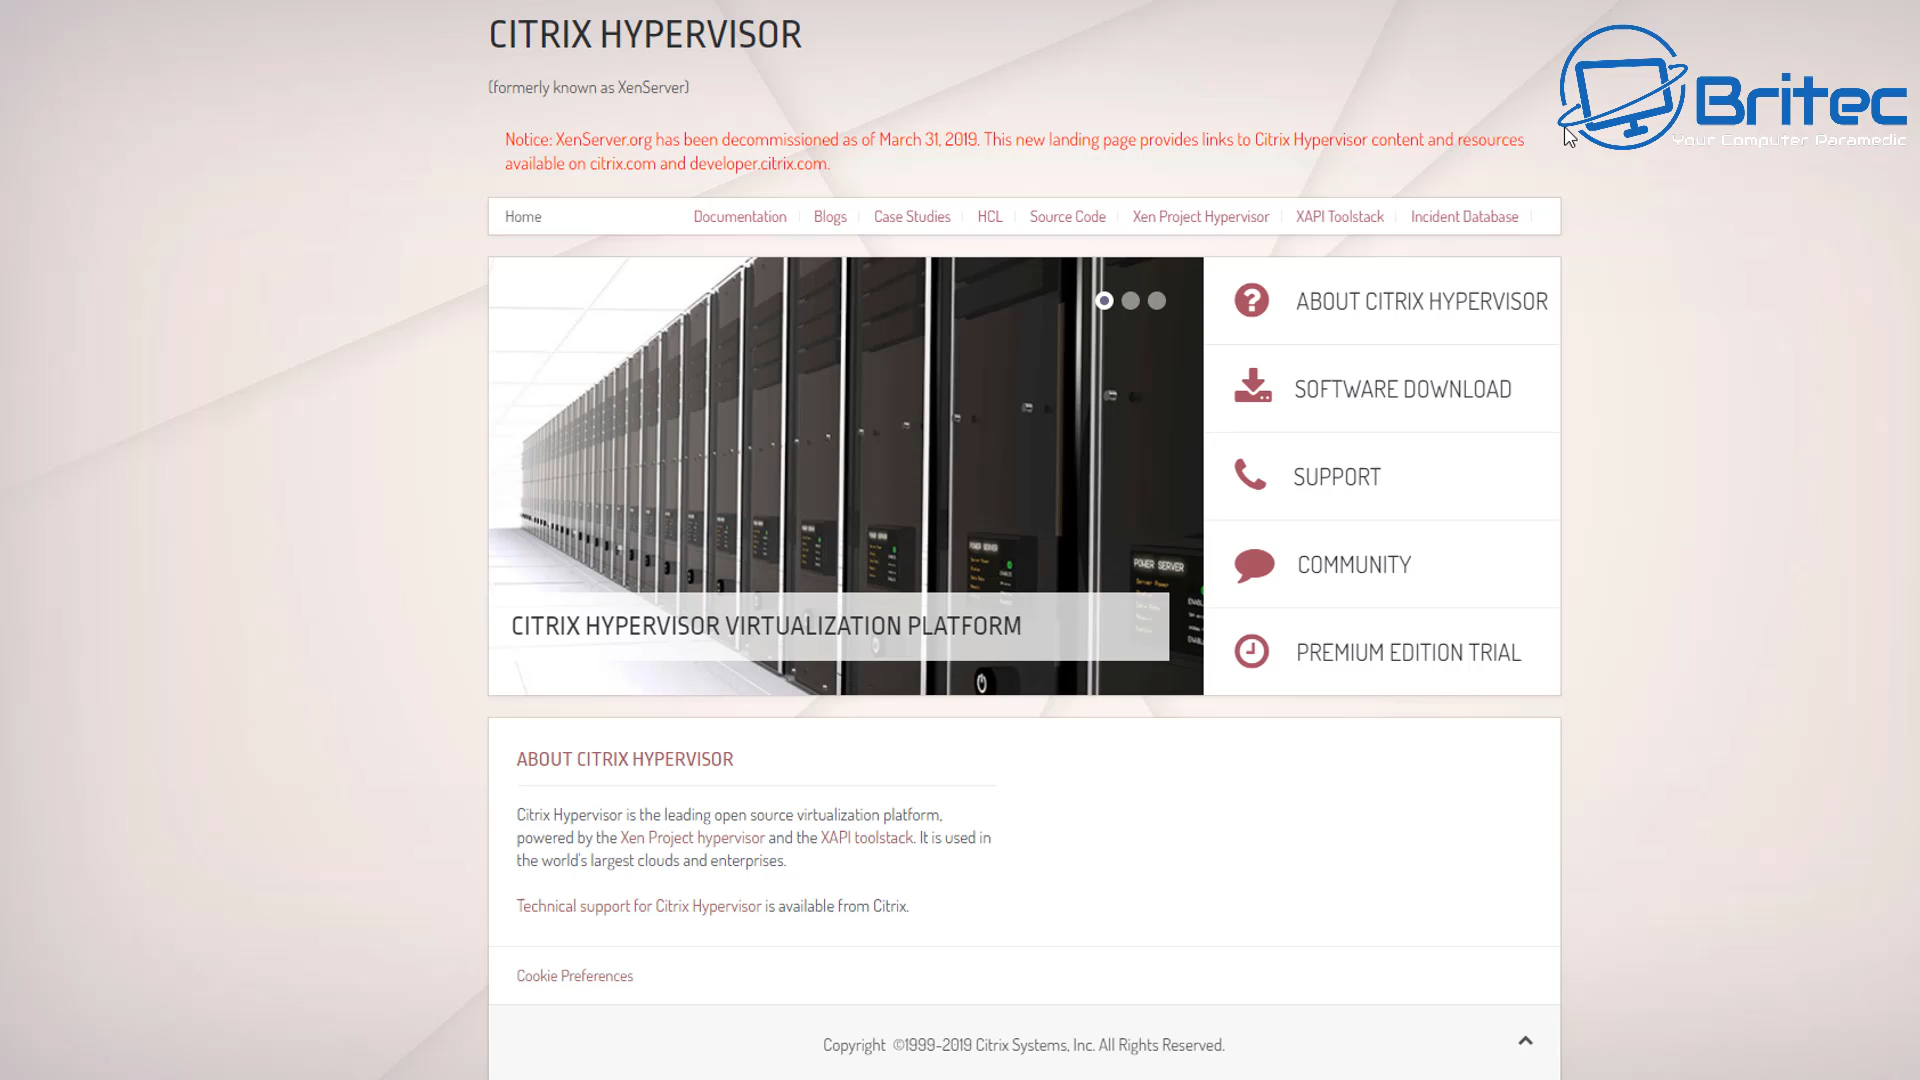 CITRIX HYPERVISOR
(formerly known as XenServer)
Notice: XenServer.org has been decommissioned as of March 31, 2019. This new landing page provides links to Citrix Hypervisor content and resources
available on citrix.com and developer.citrix.com.
Britec
Your Computer Paramedic
Home Documentation Blogs Case Studies HCL Source Code Xen Project Hypervisor XAPI Toolstack Incident Database
ABOUT CITRIX HYPERVISOR
SOFTWARE DOWNLOAD
SUPPORT
COMMUNITY
PREMIUM EDITION TRIAL
POWER SERVER
POWER SERVER
CITRIX HYPERVISOR VIRTUALIZATION PLATFORM
ABOUT CITRIX HYPERVISOR
Citrix Hypervisor is the leading open source virtualization platform,
powered by the Xen Project hypervisor and the XAPI toolstack. It is used in
the world's largest clouds and enterprises.
Technical support for Citrix Hypervisor is available from Citrix.
Cookie Preferences
Copyright ©1999-2019 Citrix Systems, Inc. All Rights Reserved.